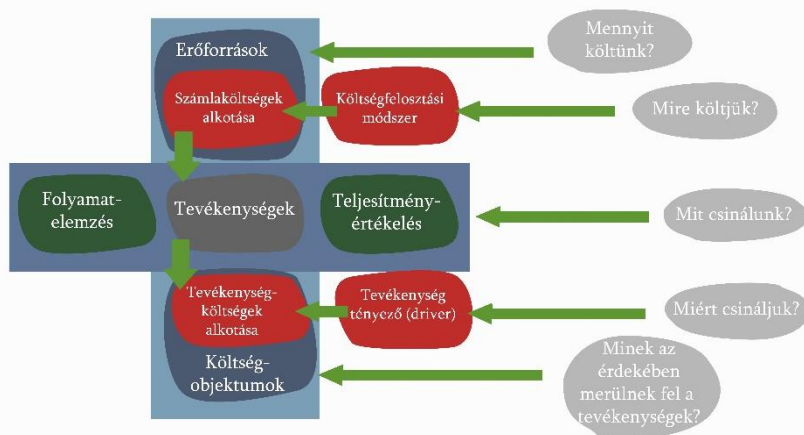 Erőforrások
Mennyit
költünk?
Számlaköltségek
alkotása
Költségfelosztási
módszer
Mire költjük?
Folyamat-
elemzés
Tevékenységek
Teljesítmény-
értékelés
Mit csinálunk?
Tevékenység-
költségek
alkotása
Tevékenység
tényező (driver)
Miért csináljuk?
Költség-
objektumok
Minek az
érdekében
merülnek fel a
tevékenységek?